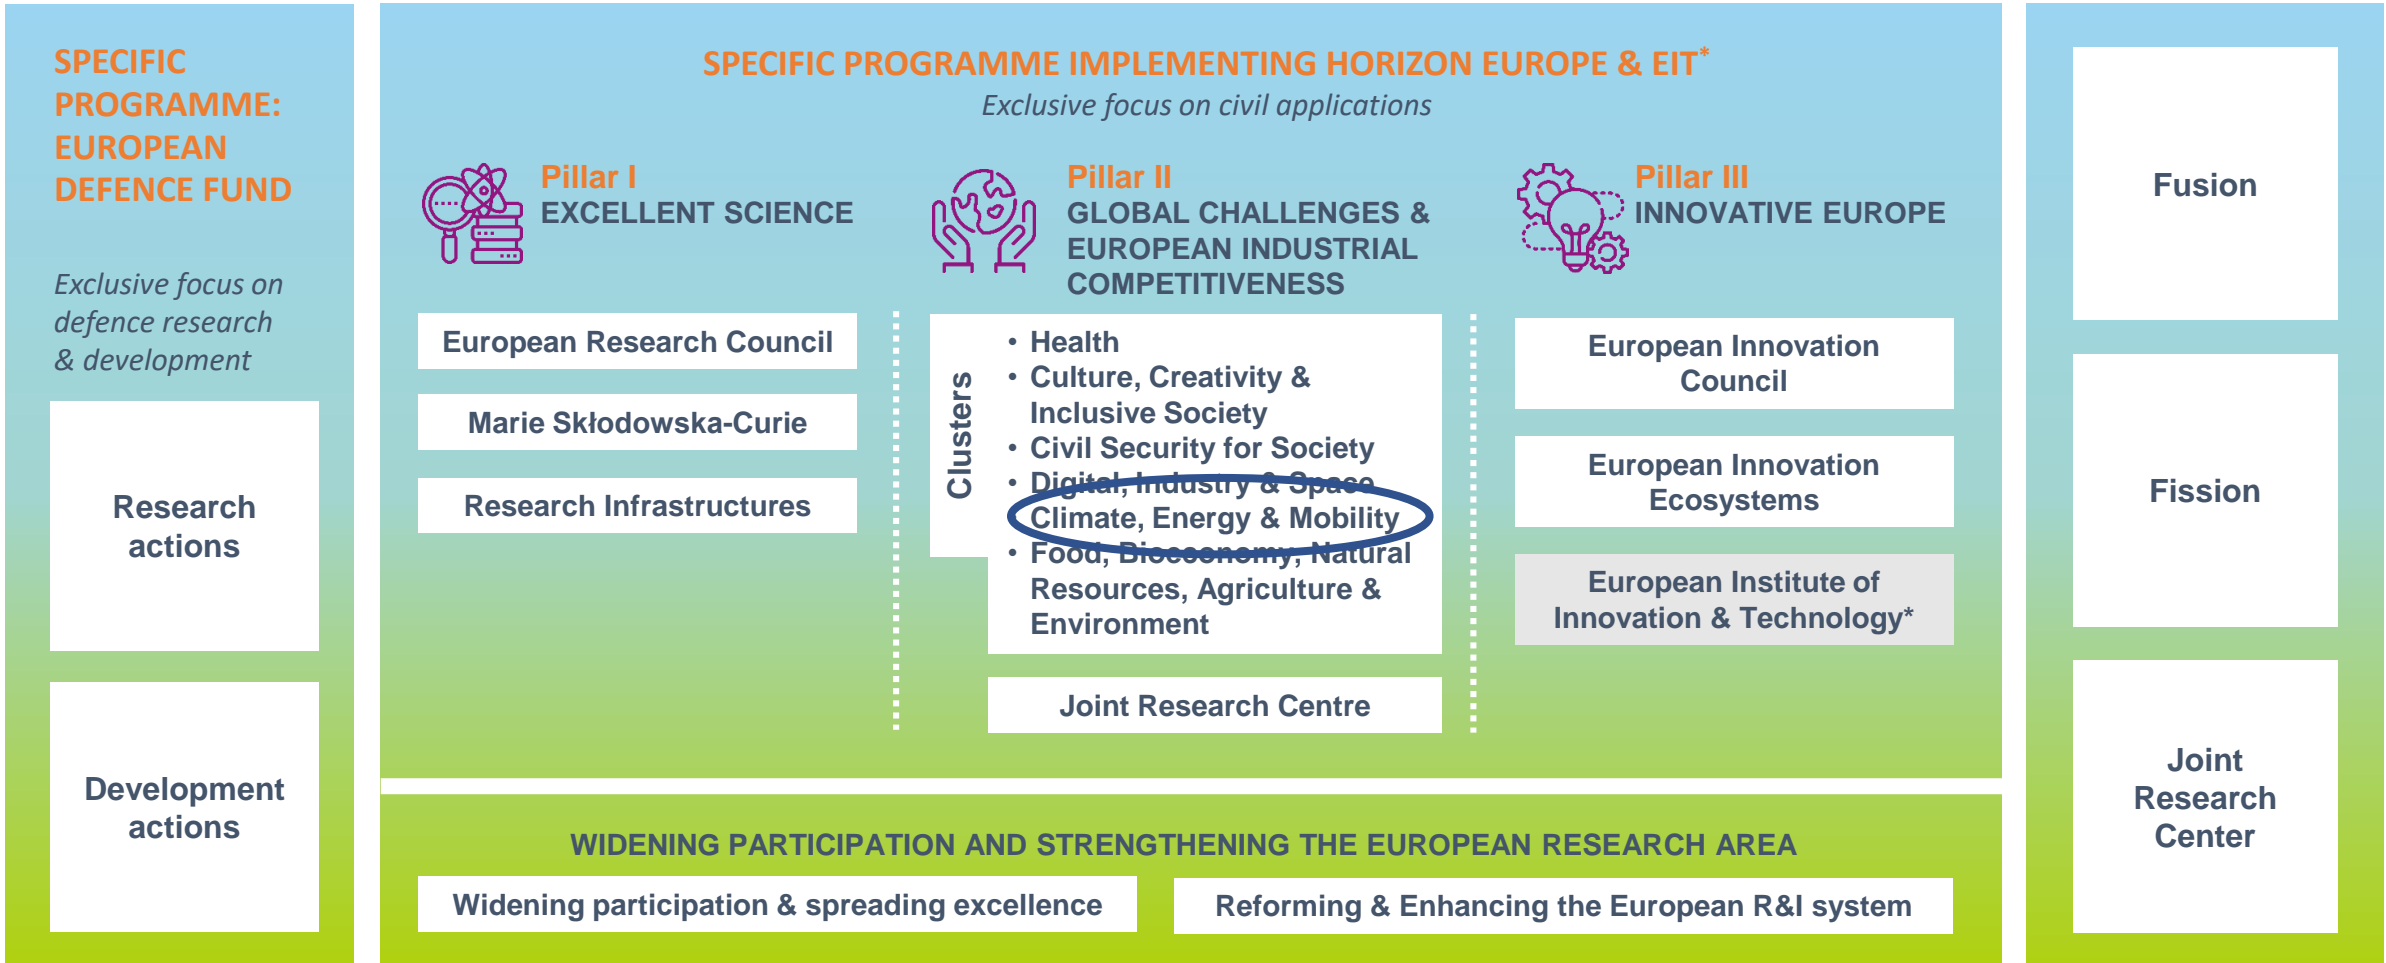 SPECIFIC
PROGRAMME:
EUROPEAN
DEFENCE FUND
Exclusive focus on
defence research
& development
Research
actions
Development
actions
SPECIFIC PROGRAMME IMPLEMENTING HORIZON EUROPE & EIT*
Exclusive focus on civil applications
Pillar I
EXCELLENT SCIENCE
European Research Council
Marie Skłodowska-Curie
Research Infrastructures
Pillar II
GLOBAL CHALLENGES &
EUROPEAN INDUSTRIAL
COMPETITIVENESS
Clusters
• Health
• Culture, Creativity &
Inclusive Society
• Civil Security for Society
• Digital, Industry & Space
Climate, Energy & Mobility
• Food, Bioeconomy, Natural
Resources, Agriculture &
Environment
Joint Research Centre
Pillar III
INNOVATIVE EUROPE
European Innovation
Council
European Innovation
Ecosystems
European Institute of
Innovation & Technology*
WIDENING PARTICIPATION AND STRENGTHENING THE EUROPEAN RESEARCH AREA
Widening participation & spreading excellence
Reforming & Enhancing the European R&I system
Fusion
Fission
Joint
Research
Center